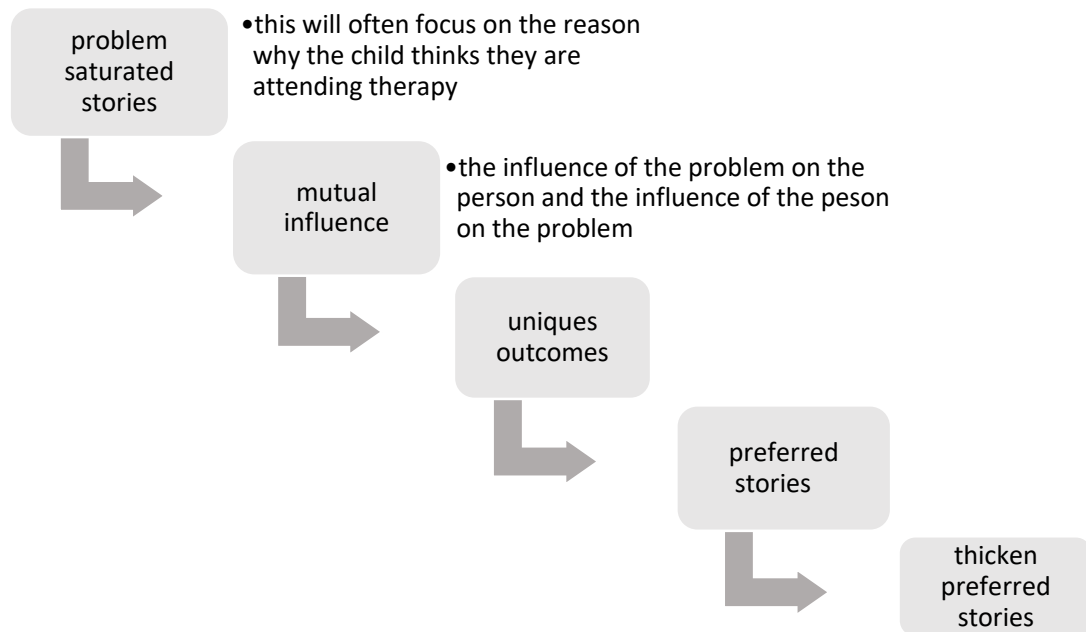 problem
saturated
stories
•this will often focus on the reason
why the child thinks they are
attending therapy
mutual
influence
•the influence of the problem on the
person and the influence of the peson
on the problem
uniques
outcomes
preferred
stories
thicken
preferred
stories